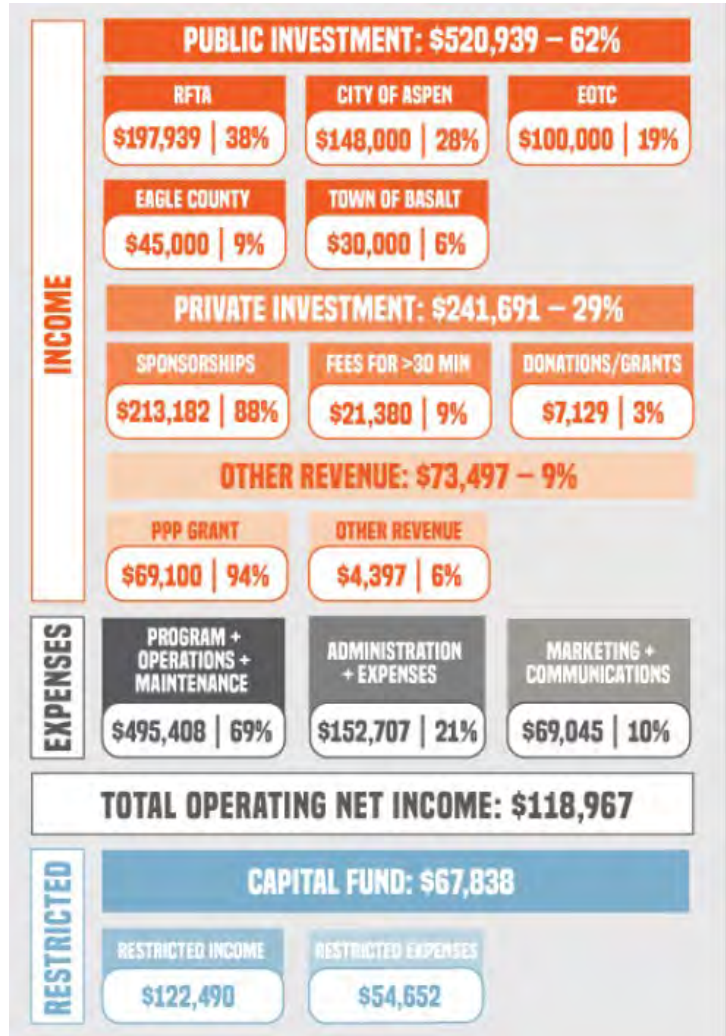 PUBLIC INVESTMENT: $520,939 – 62%
RFTA
$197,939 | 38%
CITY OF ASPEN
$148,000 | 28%
EOTC
$100,000 | 19%
EAGLE COUNTY
$45,000 | 9%
TOWN OF BASALT
$30,000 | 6%
INCOME
PRIVATE INVESTMENT: $241,691 – 29%
SPONSORSHIPS
$213,182 | 88%
FEES FOR >30 MIN
$21,380 | 9%
DONATIONS/GRANTS
$7,129 | 3%
OTHER REVENUE: $73,497 – 9%
PPP GRANT
$69,100 | 94%
OTHER REVENUE
$4,397 | 6%
EXPENSES
PROGRAM +
OPERATIONS +
MAINTENANCE
$495,408 | 69%
ADMINISTRATION
+ EXPENSES
$152,707 | 21%
MARKETING +
COMMUNICATIONS
$69,045 | 10%
TOTAL OPERATING NET INCOME: $118,967
RESTRICTED
CAPITAL FUND: $67,838
RESTRICTED INCOME
$122,490
RESTRICTED EXPENSES
$54,652